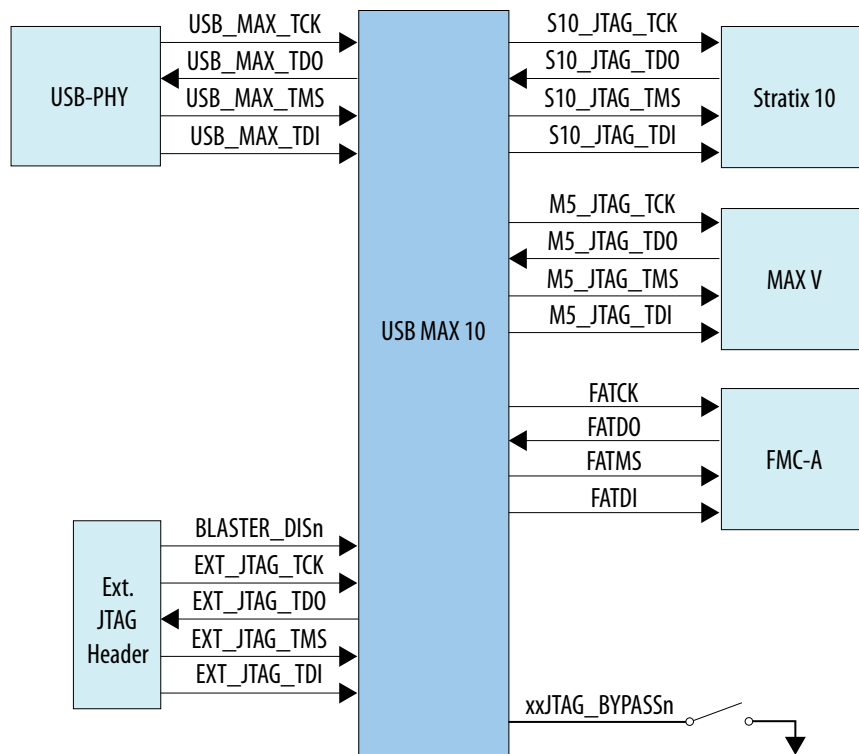 USB-PHY
USB_MAX_TCK
USB_MAX_TDO
USB_MAX_TMS
USB_MAX_TDI
USB MAX 10
S10_JTAG_TCK
S10_JTAG_TDO
S10_JTAG_TMS
S10_JTAG_TDI
Stratix 10
M5_JTAG_TCK
M5_JTAG_TDO
M5_JTAG_TMS
M5_JTAG_TDI
MAX V
FATCK
FATDO
FATMS
FATDI
FMC-A
Ext.
JTAG
Header
BLASTER_DISn
EXT_JTAG_TCK
EXT_JTAG_TDO
EXT_JTAG_TMS
EXT_JTAG_TDI
xxJTAG_BYPASSn